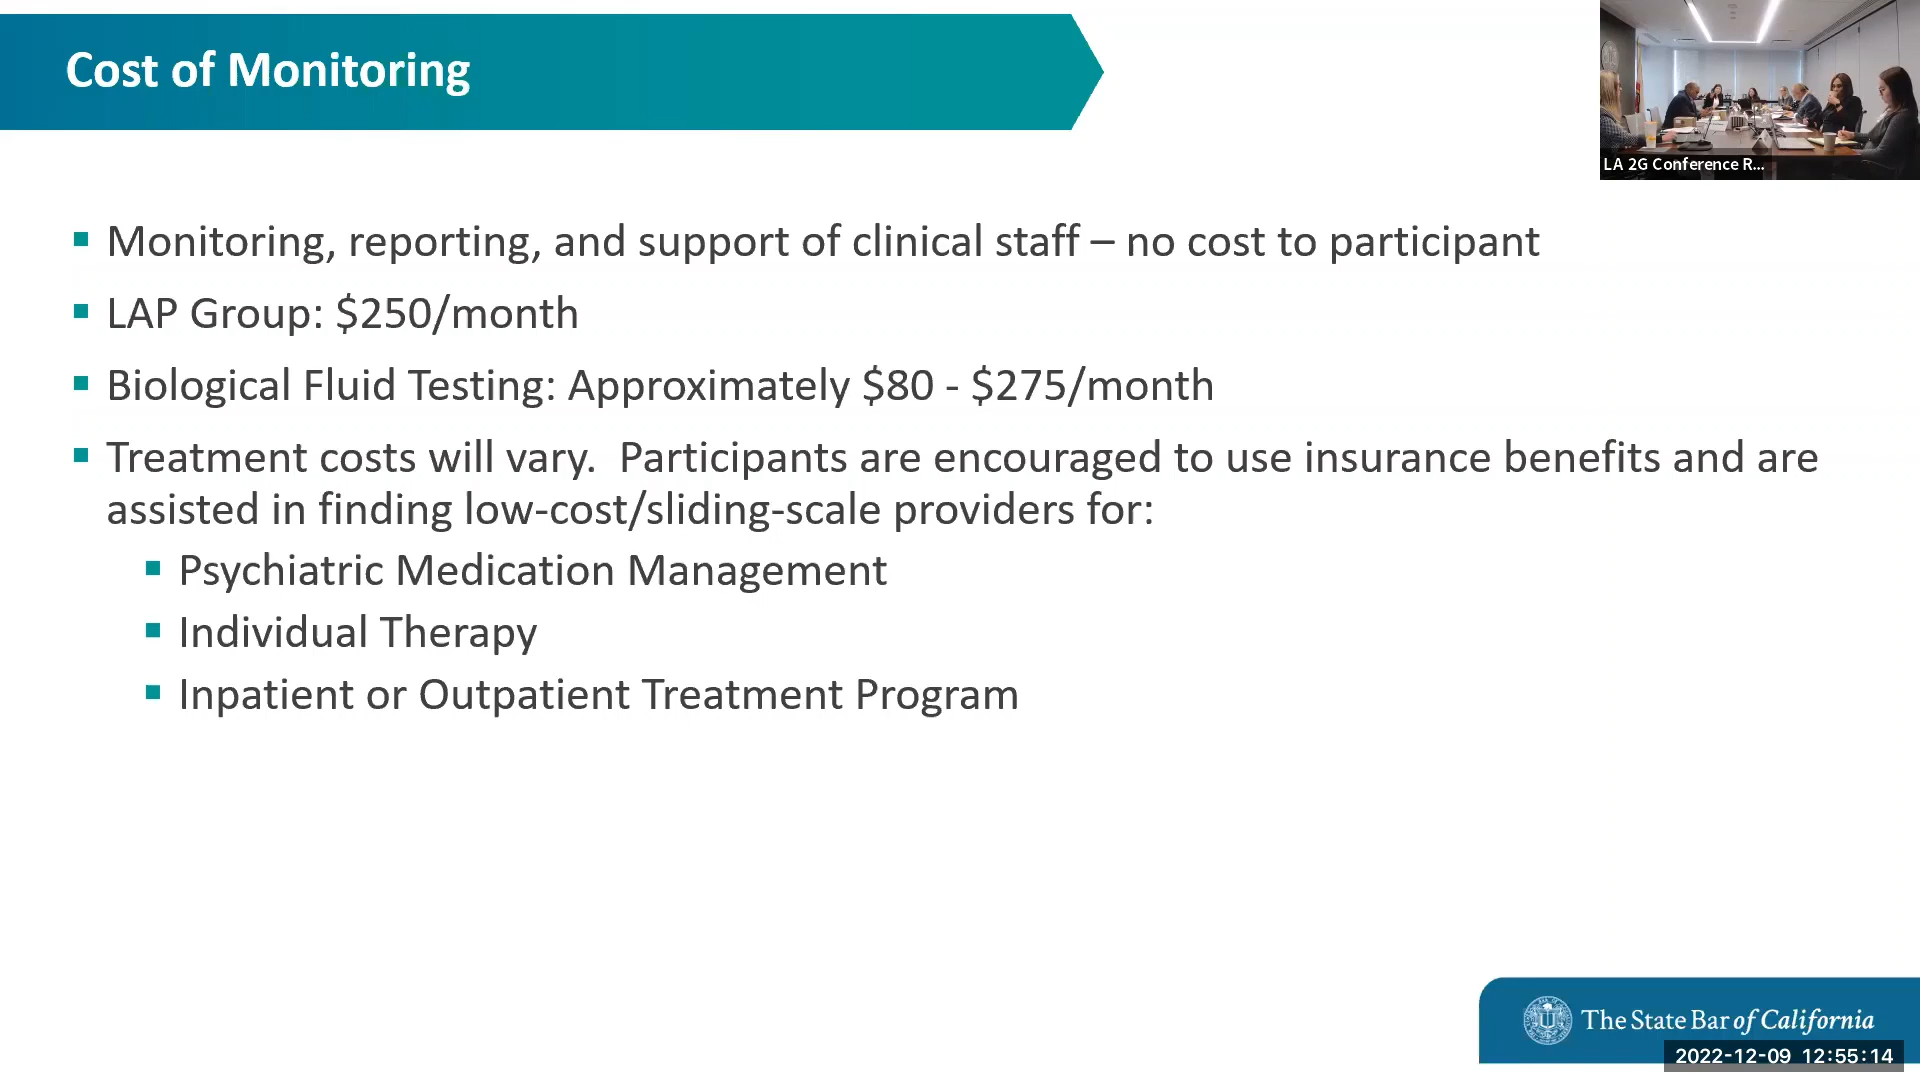 Cost of Monitoring
LA 2G Conference R...
▪ Monitoring, reporting, and support of clinical staff – no cost to participant
▪ LAP Group: $250/month
▪ Biological Fluid Testing: Approximately $80 - $275/month
▪ Treatment costs will vary.  Participants are encouraged to use insurance benefits and are
assisted in finding low-cost/sliding-scale providers for:
▪ Psychiatric Medication Management
▪ Individual Therapy
▪ Inpatient or Outpatient Treatment Program
The State Bar of California
2022-12-09 12:55:14